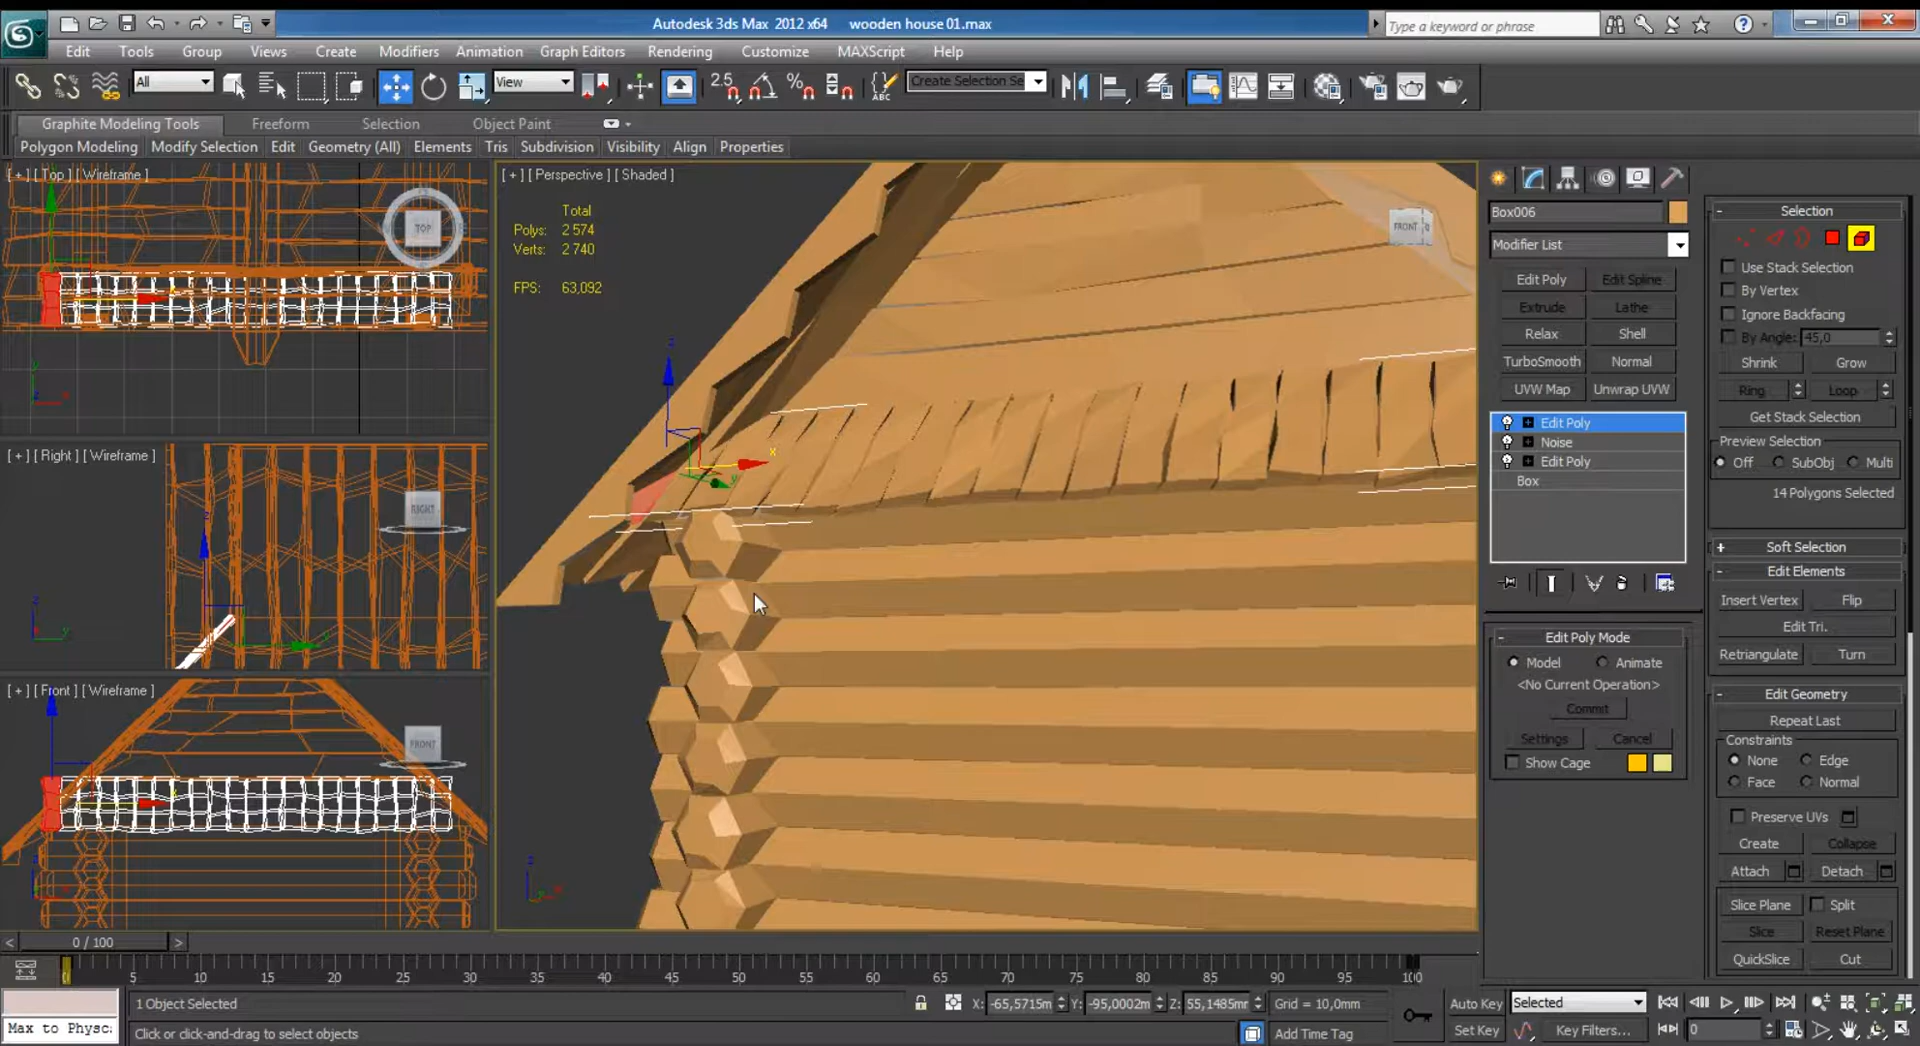 Autodesk 3ds Max 2012 x64 wooden house 01.max
Type a keyword or phrase
Edit Tools Group Views Create Modifiers Animation Graph Editors Rendering Customize MAXScript Help
All View 2.5 Create Selection Se
ABC
Graphite Modeling Tools Freeform Selection Object Paint
Polygon Modeling Modify Selection Edit Geometry (All) Elements Tris Subdivision Visibility Align Properties
[ + ] [ Top ] [ Wireframe ]
TOP
[ + ] [ Right ] [ Wireframe ]
RIGHT
[ + ] [ Front ] [ Wireframe ]
FRONT
[ + ] [ Perspective ] [ Shaded ]
Total
Polys: 2 574
Verts: 2 740
FPS: 63,092
FRONT
Box006
Modifier List
Edit Poly Edit Spline
Extrude Lathe
Relax Shell
TurboSmooth Normal
UVW Map Unwrap UVW
Edit Poly
Noise
Edit Poly
Box
Edit Poly Mode
Model Animate
<No Current Operation>
Commit
Settings Cancel
Show Cage
Selection
Use Stack Selection
By Vertex
Ignore Backfacing
By Angle: 45,0
Shrink Grow
Ring Loop
Get Stack Selection
Preview Selection
Off SubObj Multi
14 Polygons Selected
Soft Selection
Edit Elements
Insert Vertex Flip
Edit Tri.
Retriangulate Turn
Edit Geometry
Repeat Last
Constraints
None Edge
Face Normal
Preserve UVs
Create Collapse
Attach Detach
Slice Plane Split
Slice Reset Plane
QuickSlice Cut
< 0 / 100 >
0 5 10 15 20 25 30 35 40 45 50 55 60 65 70 75 80 85 90 95 100
1 Object Selected X: -65,5715m Y: -95,0002m Z: 55,1485mr Grid = 10,0mm Auto Key Selected
Max to Physc: Click or click-and-drag to select objects Add Time Tag Set Key Key Filters... 0